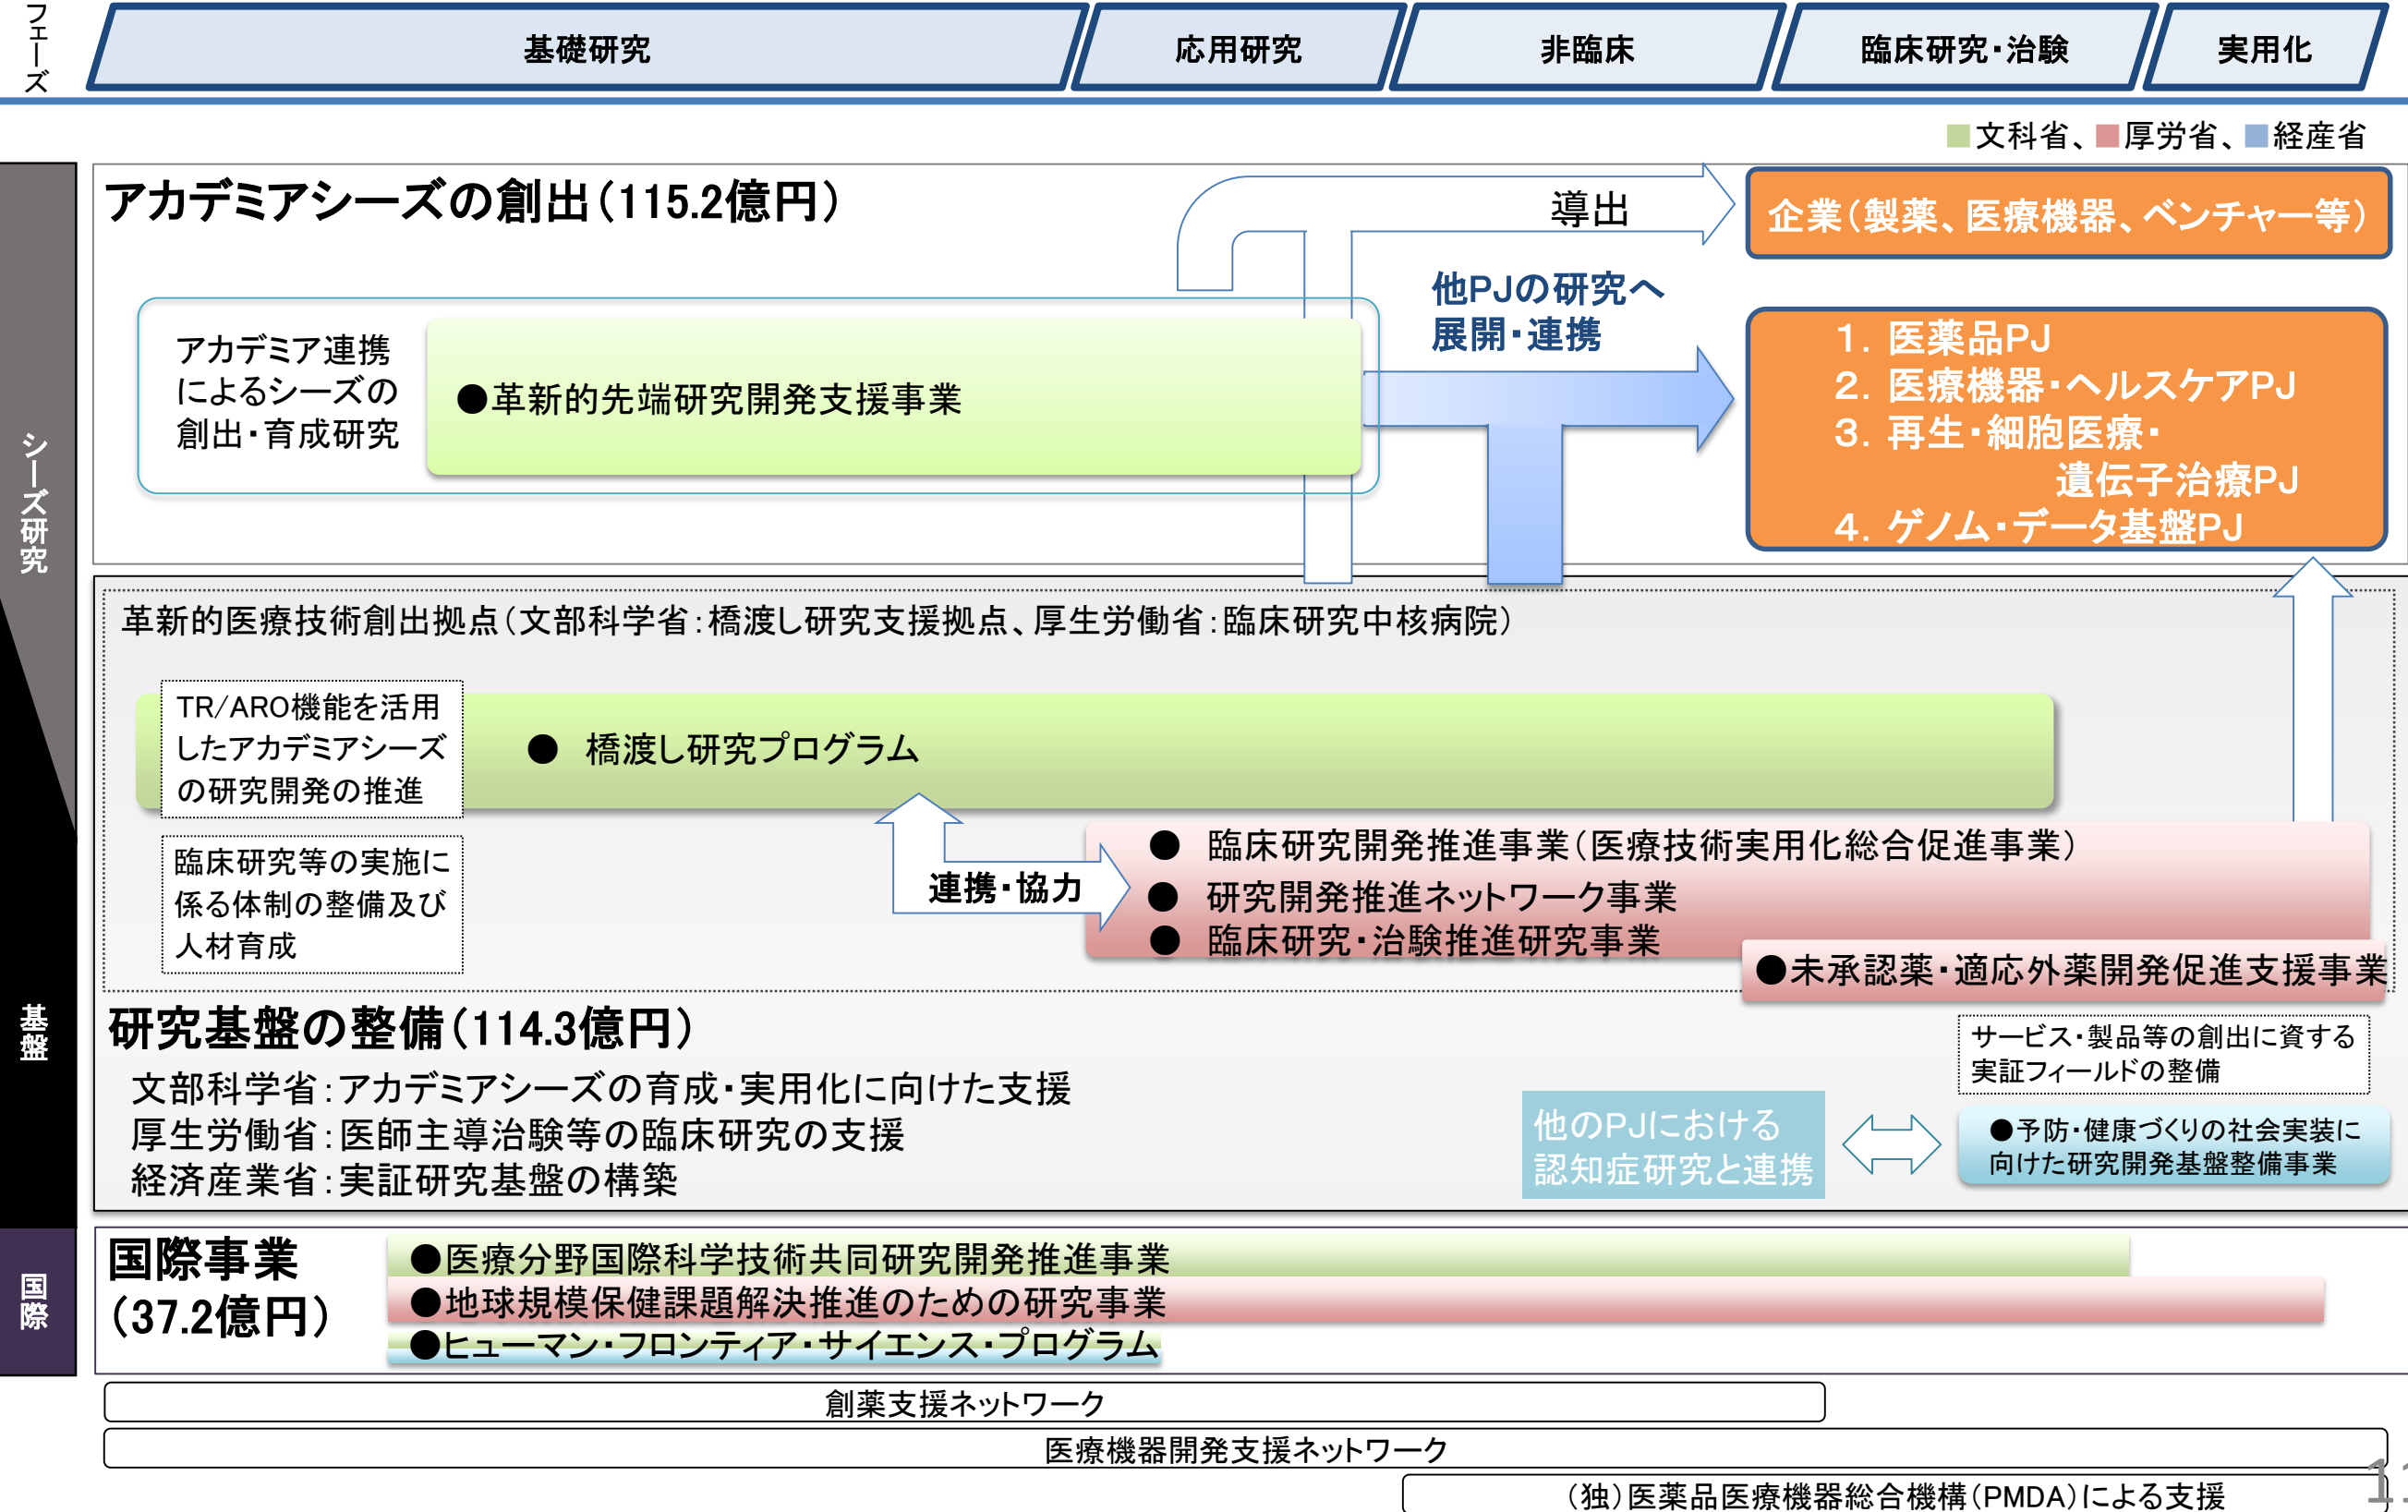 フェーズ
基礎研究
応用研究
非臨床
臨床研究・治験
実用化
文科省、厚労省、経産省
シーズ研究
アカデミアシーズの創出（115.2億円）
導出
企業（製薬、医療機器、ベンチャー等）
他PJの研究へ
展開・連携
アカデミア連携
によるシーズの
創出・育成研究
●革新的先端研究開発支援事業
1. 医薬品PJ
2. 医療機器・ヘルスケアPJ
3. 再生・細胞医療・
遺伝子治療PJ
4. ゲノム・データ基盤PJ
基盤
革新的医療技術創出拠点（文部科学省：橋渡し研究支援拠点、厚生労働省：臨床研究中核病院）
TR/ARO機能を活用
したアカデミアシーズ
の研究開発の推進
● 橋渡し研究プログラム
臨床研究等の実施に
係る体制の整備及び
人材育成
連携・協力
● 臨床研究開発推進事業（医療技術実用化総合促進事業）
● 研究開発推進ネットワーク事業
● 臨床研究・治験推進研究事業
●未承認薬・適応外薬開発促進支援事業
研究基盤の整備（114.3億円）
文部科学省：アカデミアシーズの育成・実用化に向けた支援
厚生労働省：医師主導治験等の臨床研究の支援
経済産業省：実証研究基盤の構築
サービス・製品等の創出に資する
実証フィールドの整備
他のPJにおける
認知症研究と連携
●予防・健康づくりの社会実装に
向けた研究開発基盤整備事業
国際
国際事業
（37.2億円）
●医療分野国際科学技術共同研究開発推進事業
●地球規模保健課題解決推進のための研究事業
●ヒューマン・フロンティア・サイエンス・プログラム
創薬支援ネットワーク
医療機器開発支援ネットワーク
（独）医薬品医療機器総合機構（PMDA）による支援